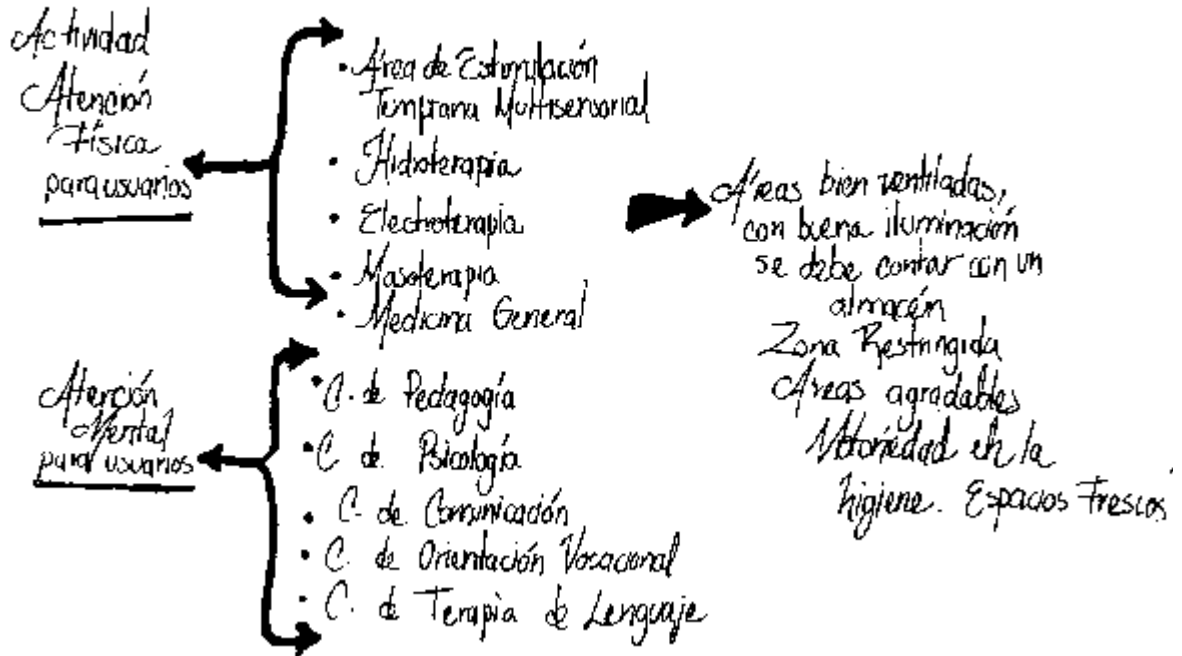 Actividad
Atención
Física
para usuarios
• Área de Estimulación
Temprana Multisensorial
• Hidroterapia
• Electroterapia
• Masoterapia
• Medicina General
Atención
Mental
para usuarios
• C. de Pedagogía
• C. de Psicología
• C. de Comunicación
• C. de Orientación Vocacional
• C. de Terapia de Lenguaje
Áreas bien ventiladas,
con buena iluminación
se debe contar con un
almacén
Zona Restringida
Áreas agradables
Notoriedad en la
higiene. Espacios Frescos